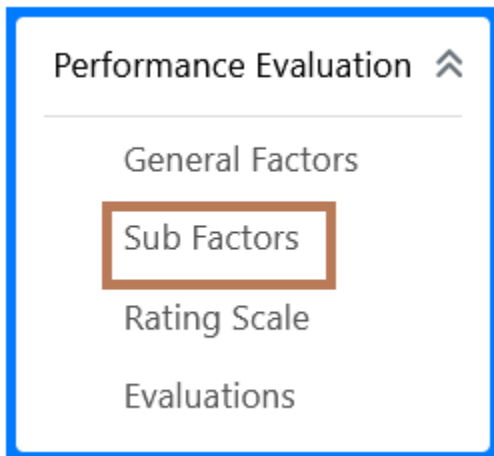 Performance Evaluation
General Factors
Sub Factors
Rating Scale
Evaluations